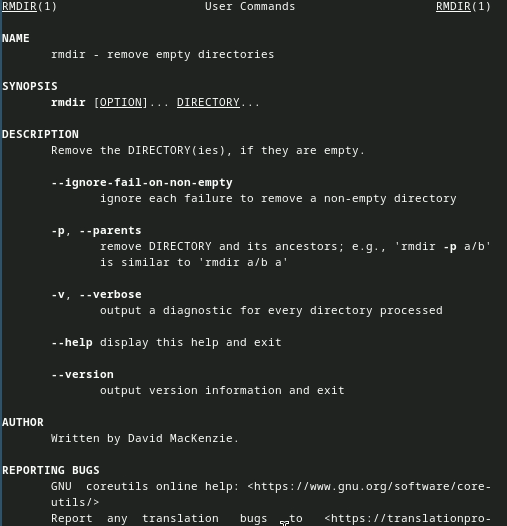 RMDIR(1) User Commands RMDIR(1)
NAME
rmdir - remove empty directories
SYNOPSIS
rmdir [OPTION]... DIRECTORY...
DESCRIPTION
Remove the DIRECTORY(ies), if they are empty.
--ignore-fail-on-non-empty
ignore each failure to remove a non-empty directory
-p, --parents
remove DIRECTORY and its ancestors; e.g., 'rmdir -p a/b'
is similar to 'rmdir a/b a'
-v, --verbose
output a diagnostic for every directory processed
--help display this help and exit
--version
output version information and exit
AUTHOR
Written by David MacKenzie.
REPORTING BUGS
GNU coreutils online help: <https://www.gnu.org/software/core-
utils/>
Report any translation bugs to <https://translationpro-